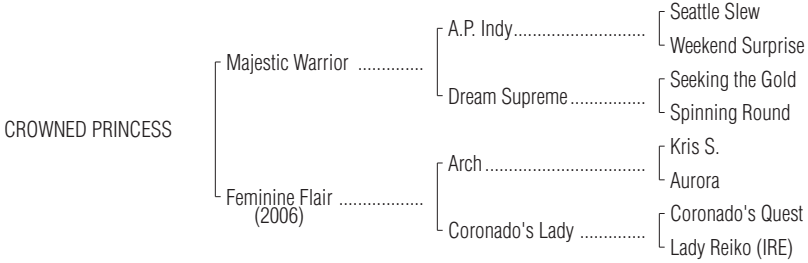 Seattle Slew
A.P. Indy..............................
Weekend Surprise
Majestic Warrior ...............
Seeking the Gold
Dream Supreme.................
Spinning Round
CROWNED PRINCESS
Kris S.
Arch.....................................
Aurora
Feminine Flair ...................
(2006)
Coronado's Quest
Coronado's Lady ...............
Lady Reiko (IRE)